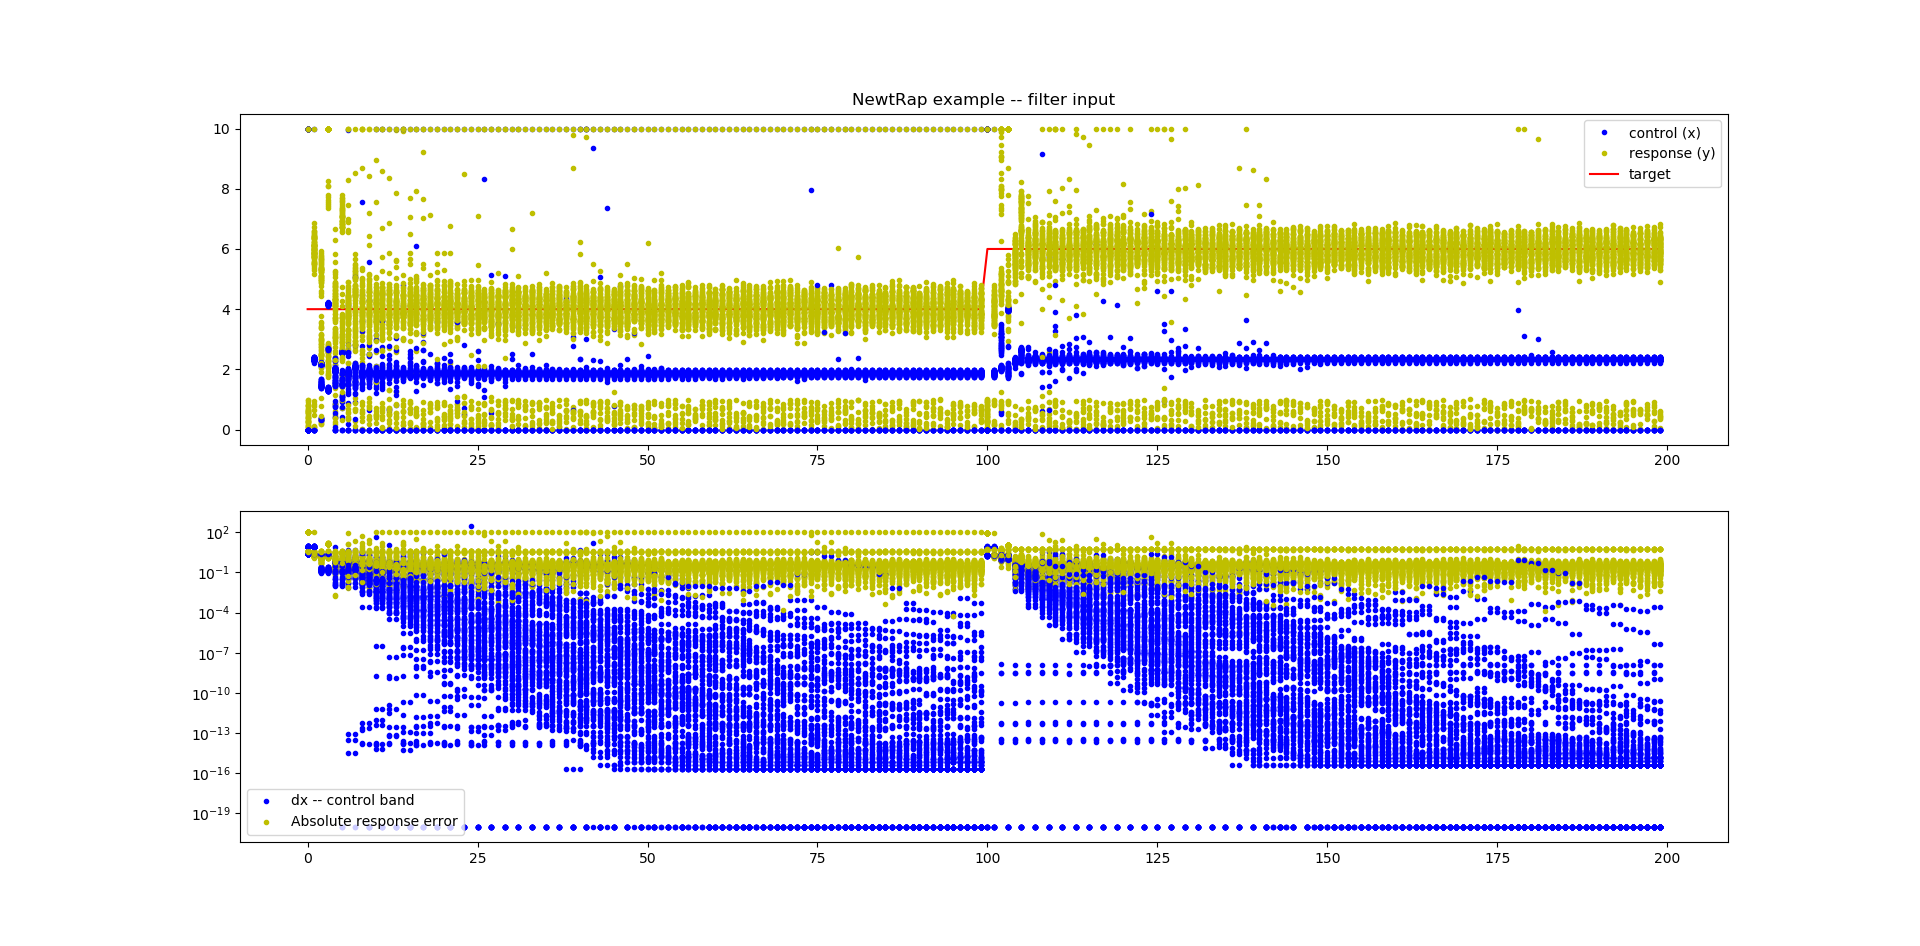 NewtRap example -- filter input
10
8
6
4
2
0
control (x)
response (y)
target
0 25 50 75 100 125 150 175 200
10^2
10^-1
10^-4
10^-7
10^-10
10^-13
10^-16
10^-19
dx -- control band
Absolute response error
0 25 50 75 100 125 150 175 200